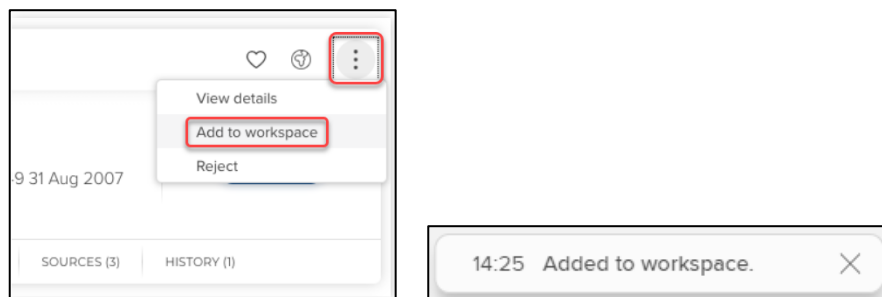 View details
Add to workspace
Reject
-9 31 Aug 2007
SOURCES (3) HISTORY (1)
14:25 Added to workspace.